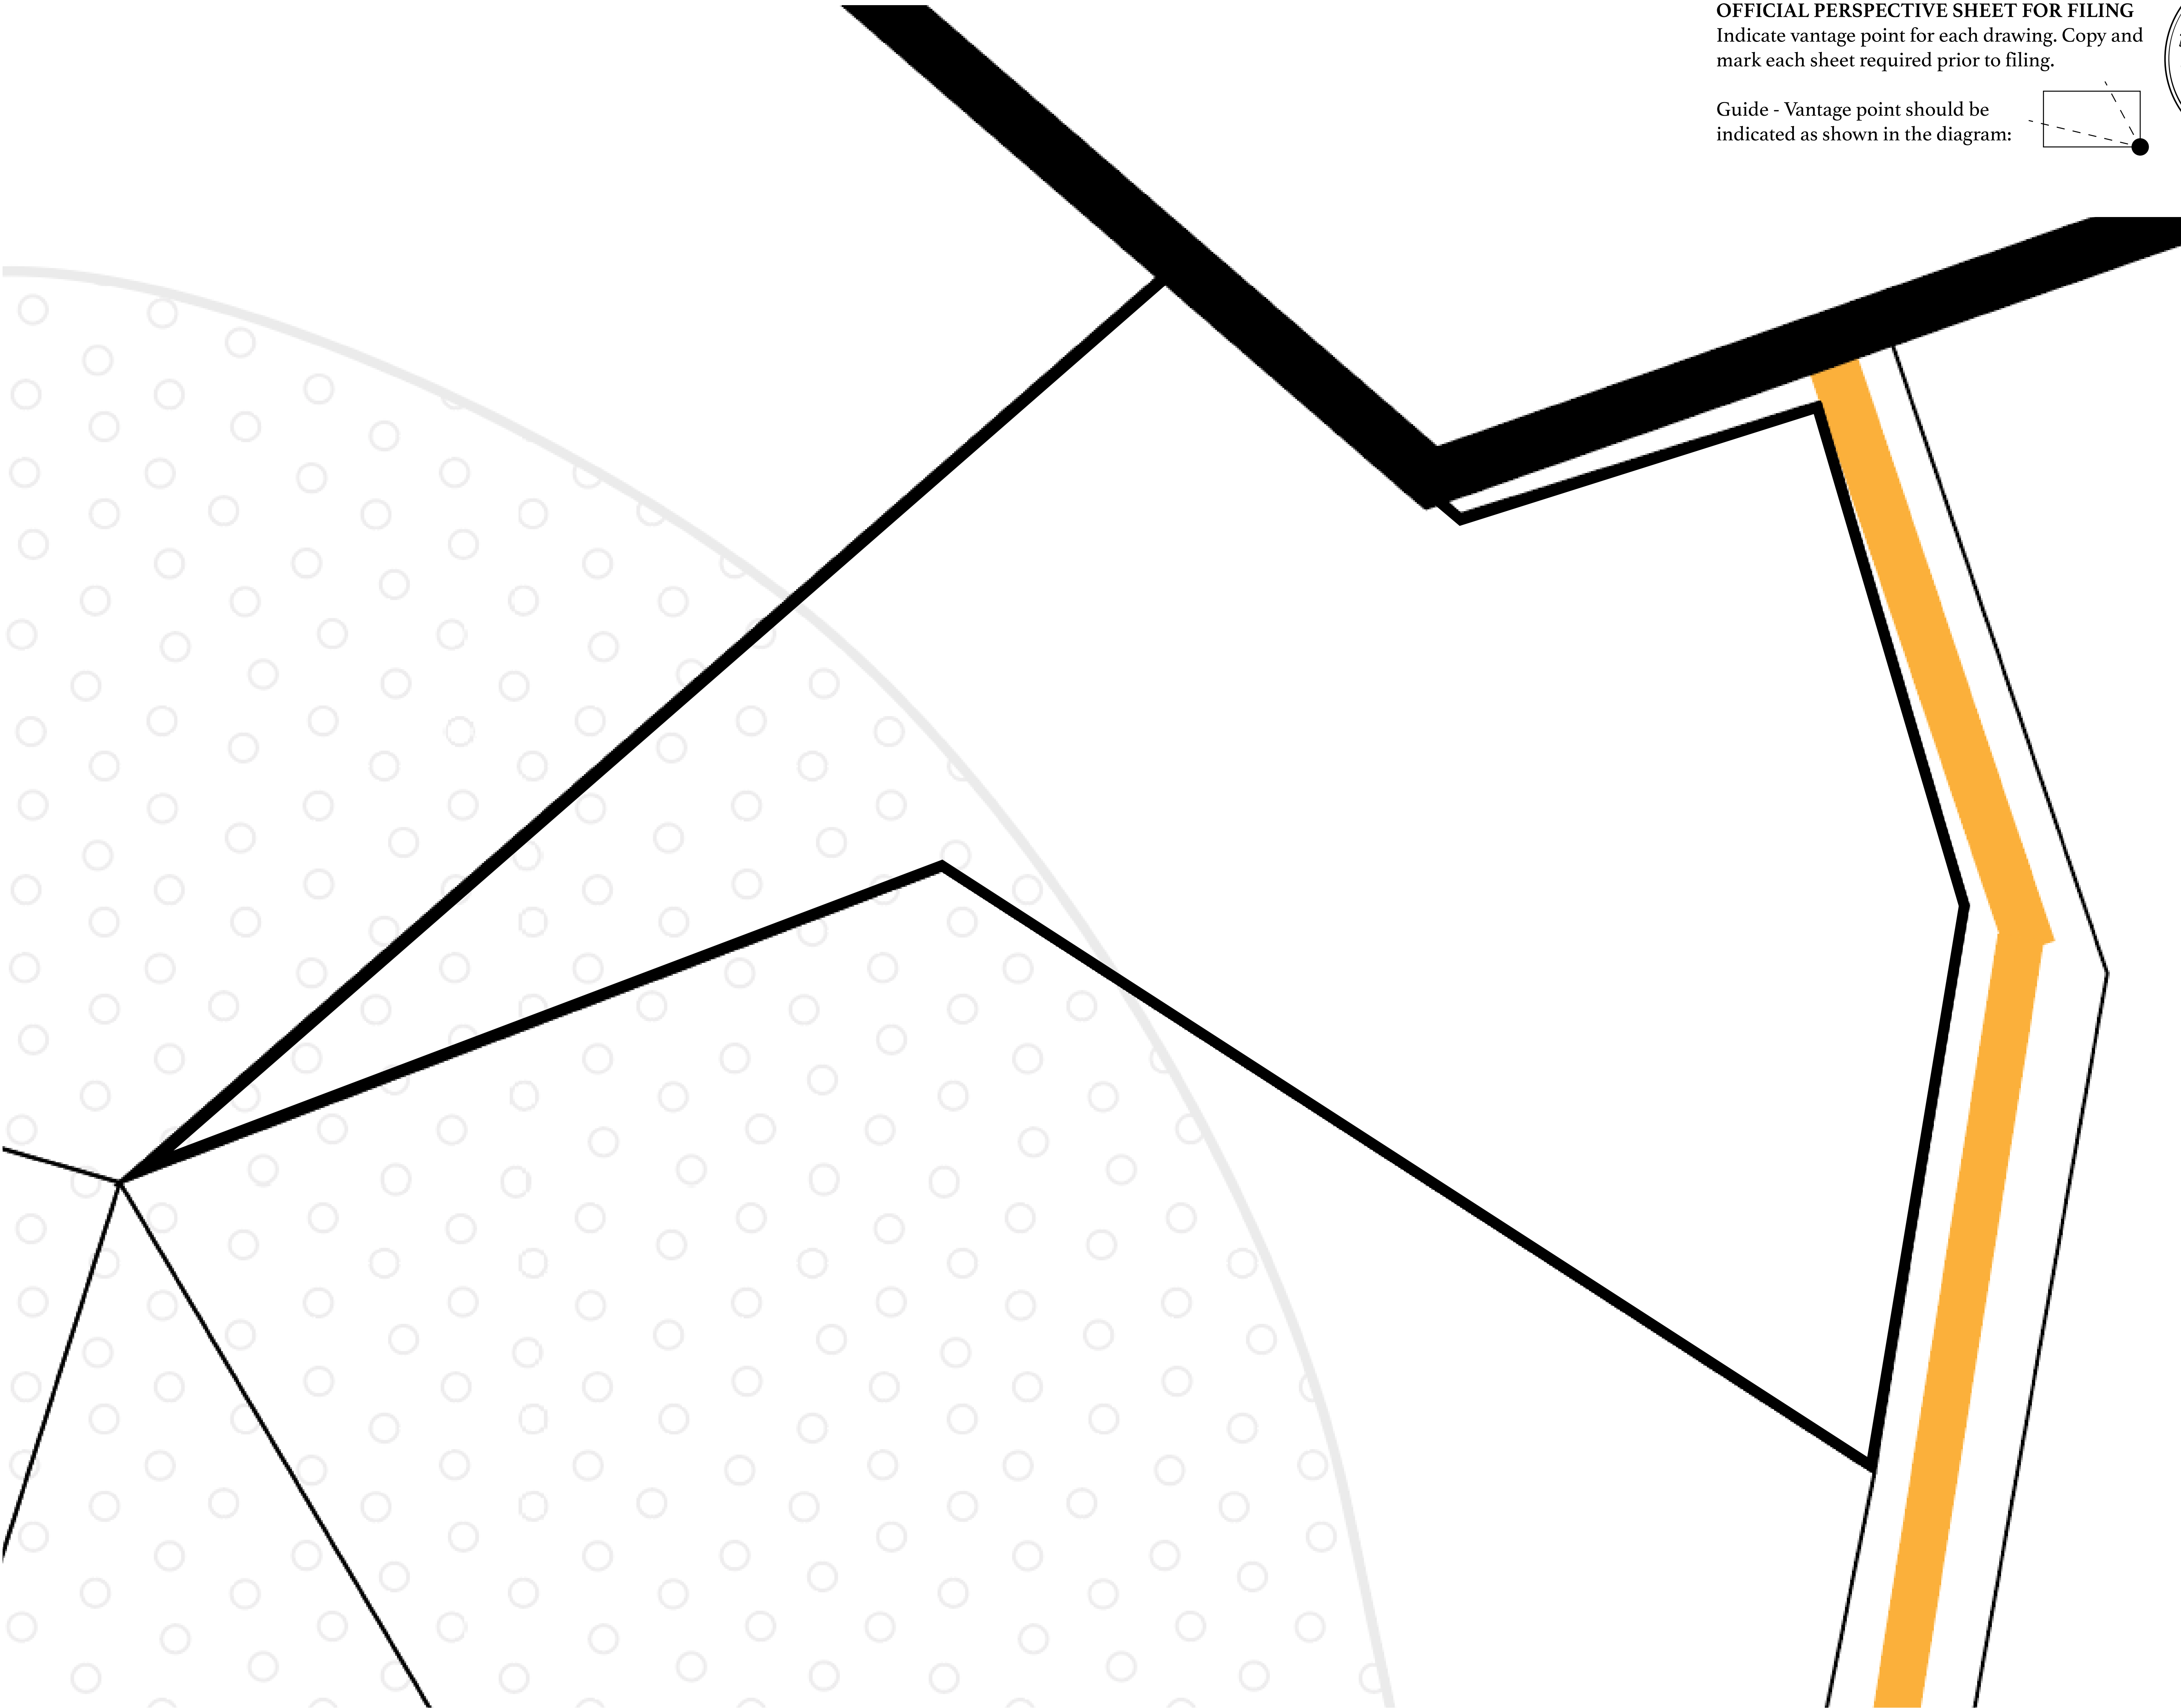 OFFICIAL PERSPECTIVE SHEET FOR FILING
Indicate vantage point for each drawing. Copy and
mark each sheet required prior to filing.
Guide - Vantage point should be
indicated as shown in the diagram: